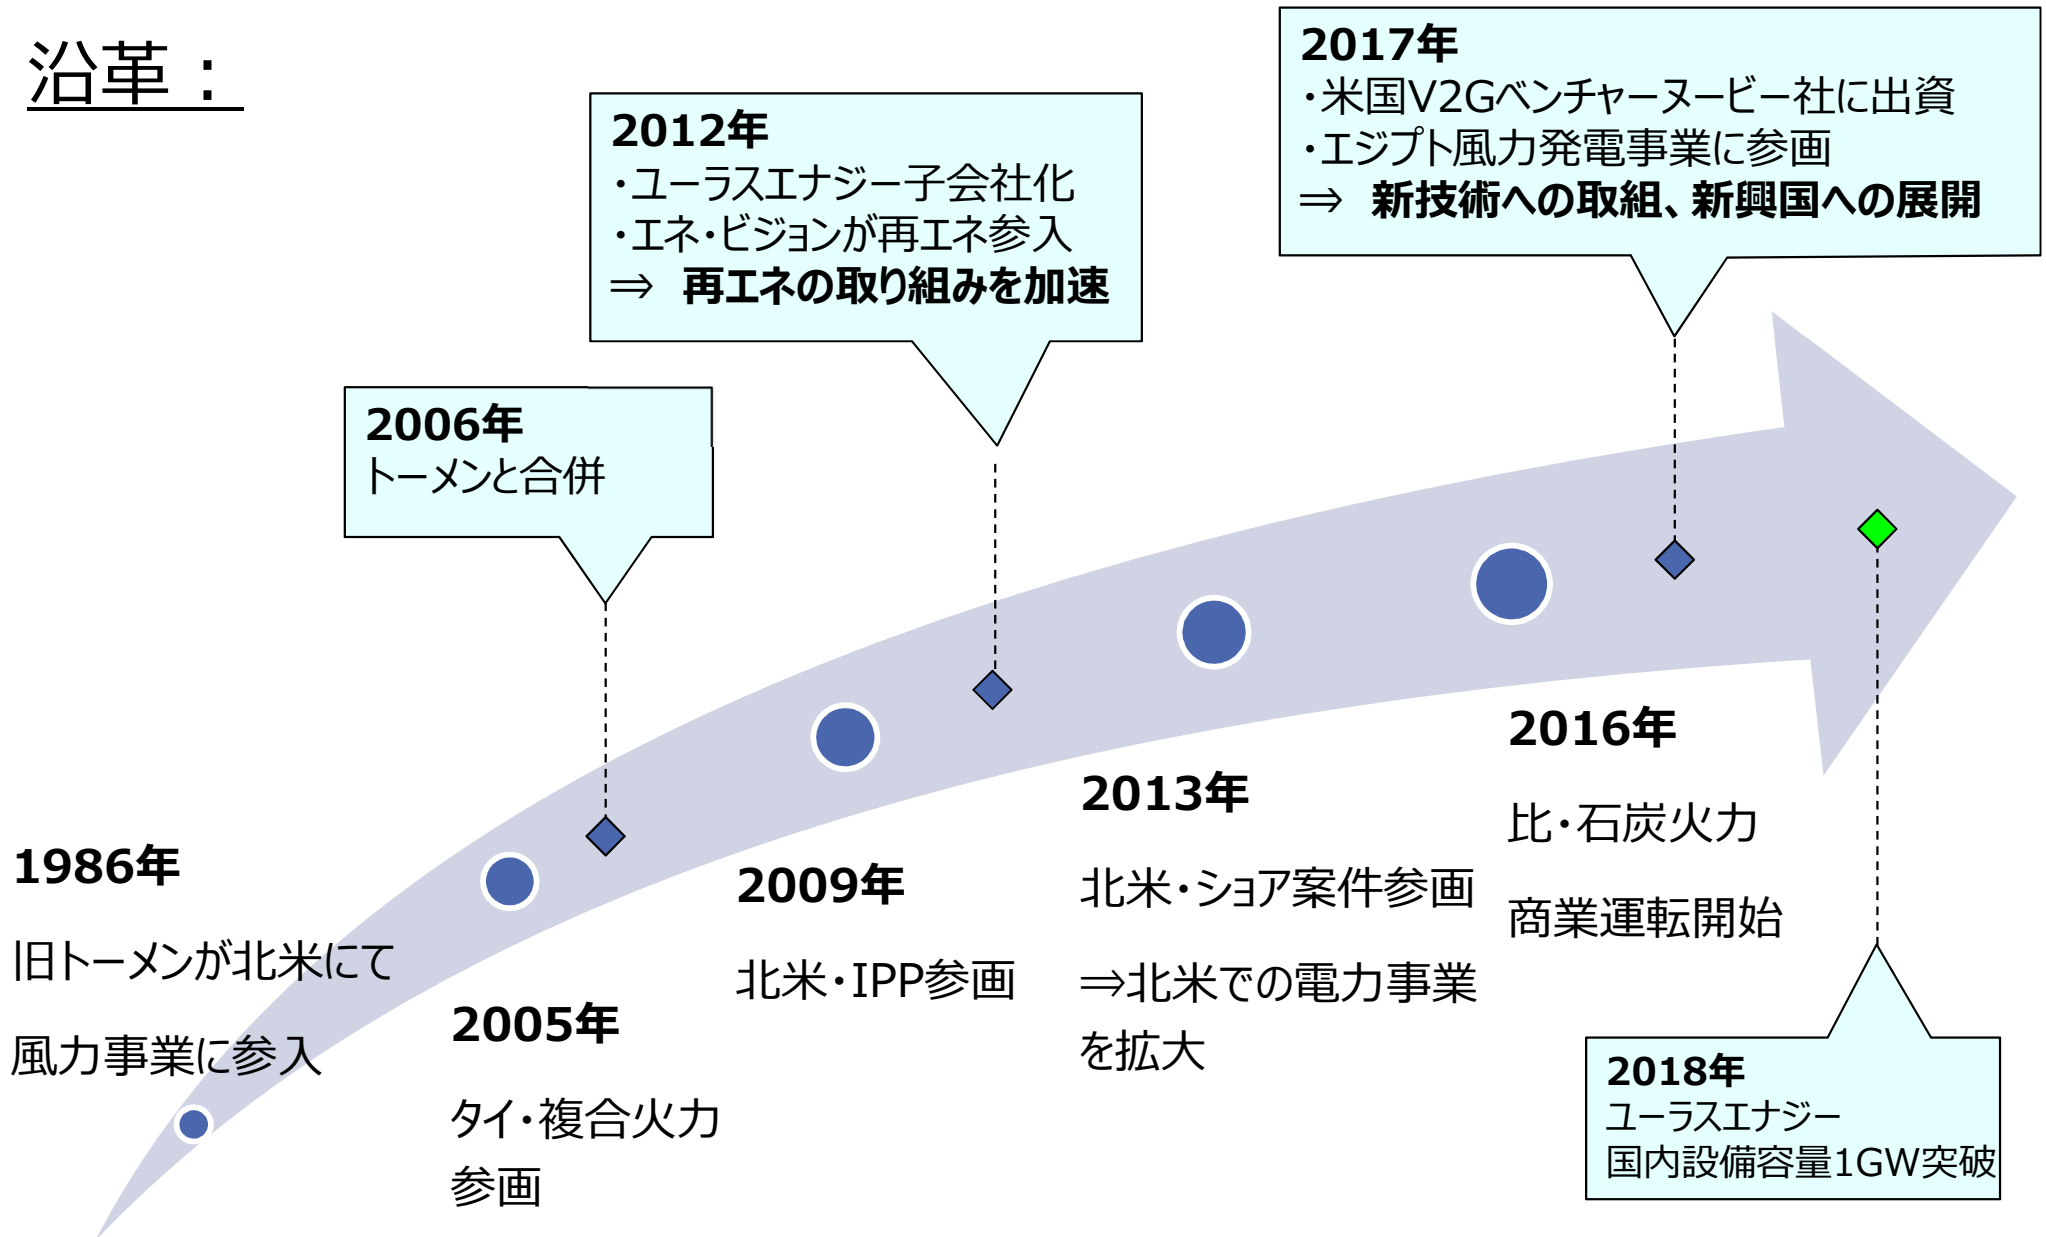 沿革：
1986年
旧トーメンが北米にて
風力事業に参入
2005年
タイ・複合火力
参画
2006年
トーメンと合併
2009年
北米・IPP参画
2012年
・ユーラスエナジー子会社化
・エネ・ビジョンが再エネ参入
⇒　再エネの取り組みを加速
2013年
北米・ショア案件参画
⇒北米での電力事業
を拡大
2016年
比・石炭火力
商業運転開始
2017年
・米国V2Gベンチャーヌービー社に出資
・エジプト風力発電事業に参画
⇒　新技術への取組、新興国への展開
2018年
ユーラスエナジー
国内設備容量1GW突破